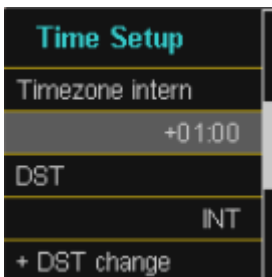 Time Setup
Timezone intern
+01:00
DST
INT
+ DST change